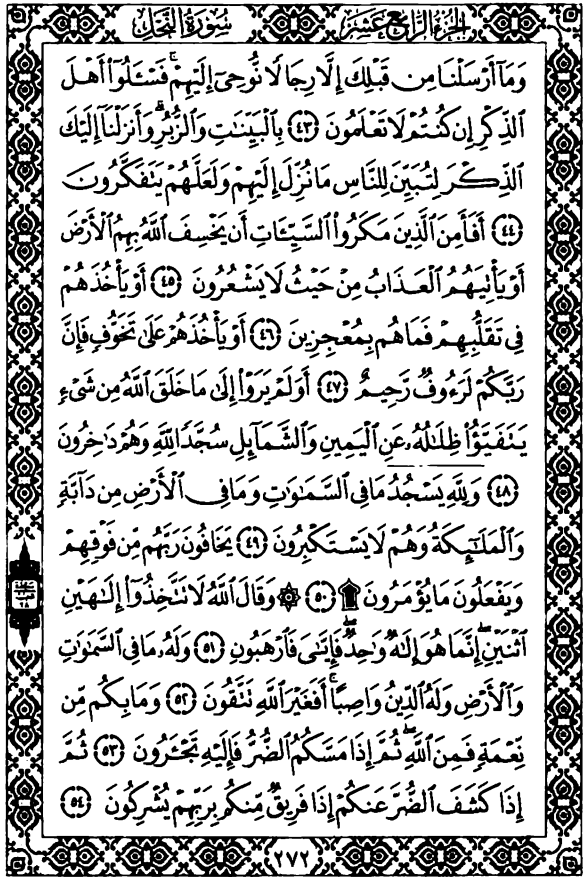 الجزء الرابع عشر
سورة النحل
وَمَآ أَرْسَلْنَا مِن قَبْلِكَ إِلَّا رِجَالًا نُّوحِىٓ إِلَيْهِمْ ۚ فَسْـَٔلُوٓا۟ أَهْلَ
ٱلذِّكْرِ إِن كُنتُمْ لَا تَعْلَمُونَ ٤٣ بِٱلْبَيِّنَـٰتِ وَٱلزُّبُرِ ۗ وَأَنزَلْنَآ إِلَيْكَ
ٱلذِّكْرَ لِتُبَيِّنَ لِلنَّاسِ مَا نُزِّلَ إِلَيْهِمْ وَلَعَلَّهُمْ يَتَفَكَّرُونَ
٤٤ أَفَأَمِنَ ٱلَّذِينَ مَكَرُوا۟ ٱلسَّيِّـَٔاتِ أَن يَخْسِفَ ٱللَّهُ بِهِمُ ٱلْأَرْضَ
أَوْ يَأْتِيَهُمُ ٱلْعَذَابُ مِنْ حَيْثُ لَا يَشْعُرُونَ ٤٥ أَوْ يَأْخُذَهُمْ
فِى تَقَلُّبِهِمْ فَمَا هُم بِمُعْجِزِينَ ٤٦ أَوْ يَأْخُذَهُمْ عَلَىٰ تَخَوُّفٍ فَإِنَّ
رَبَّكُمْ لَرَءُوفٌ رَّحِيمٌ ٤٧ أَوَلَمْ يَرَوْا۟ إِلَىٰ مَا خَلَقَ ٱللَّهُ مِن شَىْءٍ
يَتَفَيَّؤُا۟ ظِلَـٰلُهُۥ عَنِ ٱلْيَمِينِ وَٱلشَّمَآئِلِ سُجَّدًا لِّلَّهِ وَهُمْ دَٰخِرُونَ
٤٨ وَلِلَّهِ يَسْجُدُ مَا فِى ٱلسَّمَـٰوَٰتِ وَمَا فِى ٱلْأَرْضِ مِن دَآبَّةٍ
وَٱلْمَلَـٰٓئِكَةُ وَهُمْ لَا يَسْتَكْبِرُونَ ٤٩ يَخَافُونَ رَبَّهُم مِّن فَوْقِهِمْ
وَيَفْعَلُونَ مَا يُؤْمَرُونَ ۩ ٥٠ ۞ وَقَالَ ٱللَّهُ لَا تَتَّخِذُوٓا۟ إِلَـٰهَيْنِ
ٱثْنَيْنِ ۖ إِنَّمَا هُوَ إِلَـٰهٌ وَٰحِدٌ ۖ فَإِيَّـٰىَ فَٱرْهَبُونِ ٥١ وَلَهُۥ مَا فِى ٱلسَّمَـٰوَٰتِ
وَٱلْأَرْضِ وَلَهُ ٱلدِّينُ وَاصِبًا ۚ أَفَغَيْرَ ٱللَّهِ تَتَّقُونَ ٥٢ وَمَا بِكُم مِّن
نِّعْمَةٍ فَمِنَ ٱللَّهِ ۖ ثُمَّ إِذَا مَسَّكُمُ ٱلضُّرُّ فَإِلَيْهِ تَجْـَٔرُونَ ٥٣ ثُمَّ
إِذَا كَشَفَ ٱلضُّرَّ عَنكُمْ إِذَا فَرِيقٌ مِّنكُم بِرَبِّهِمْ يُشْرِكُونَ ٥٤
٢٧٢